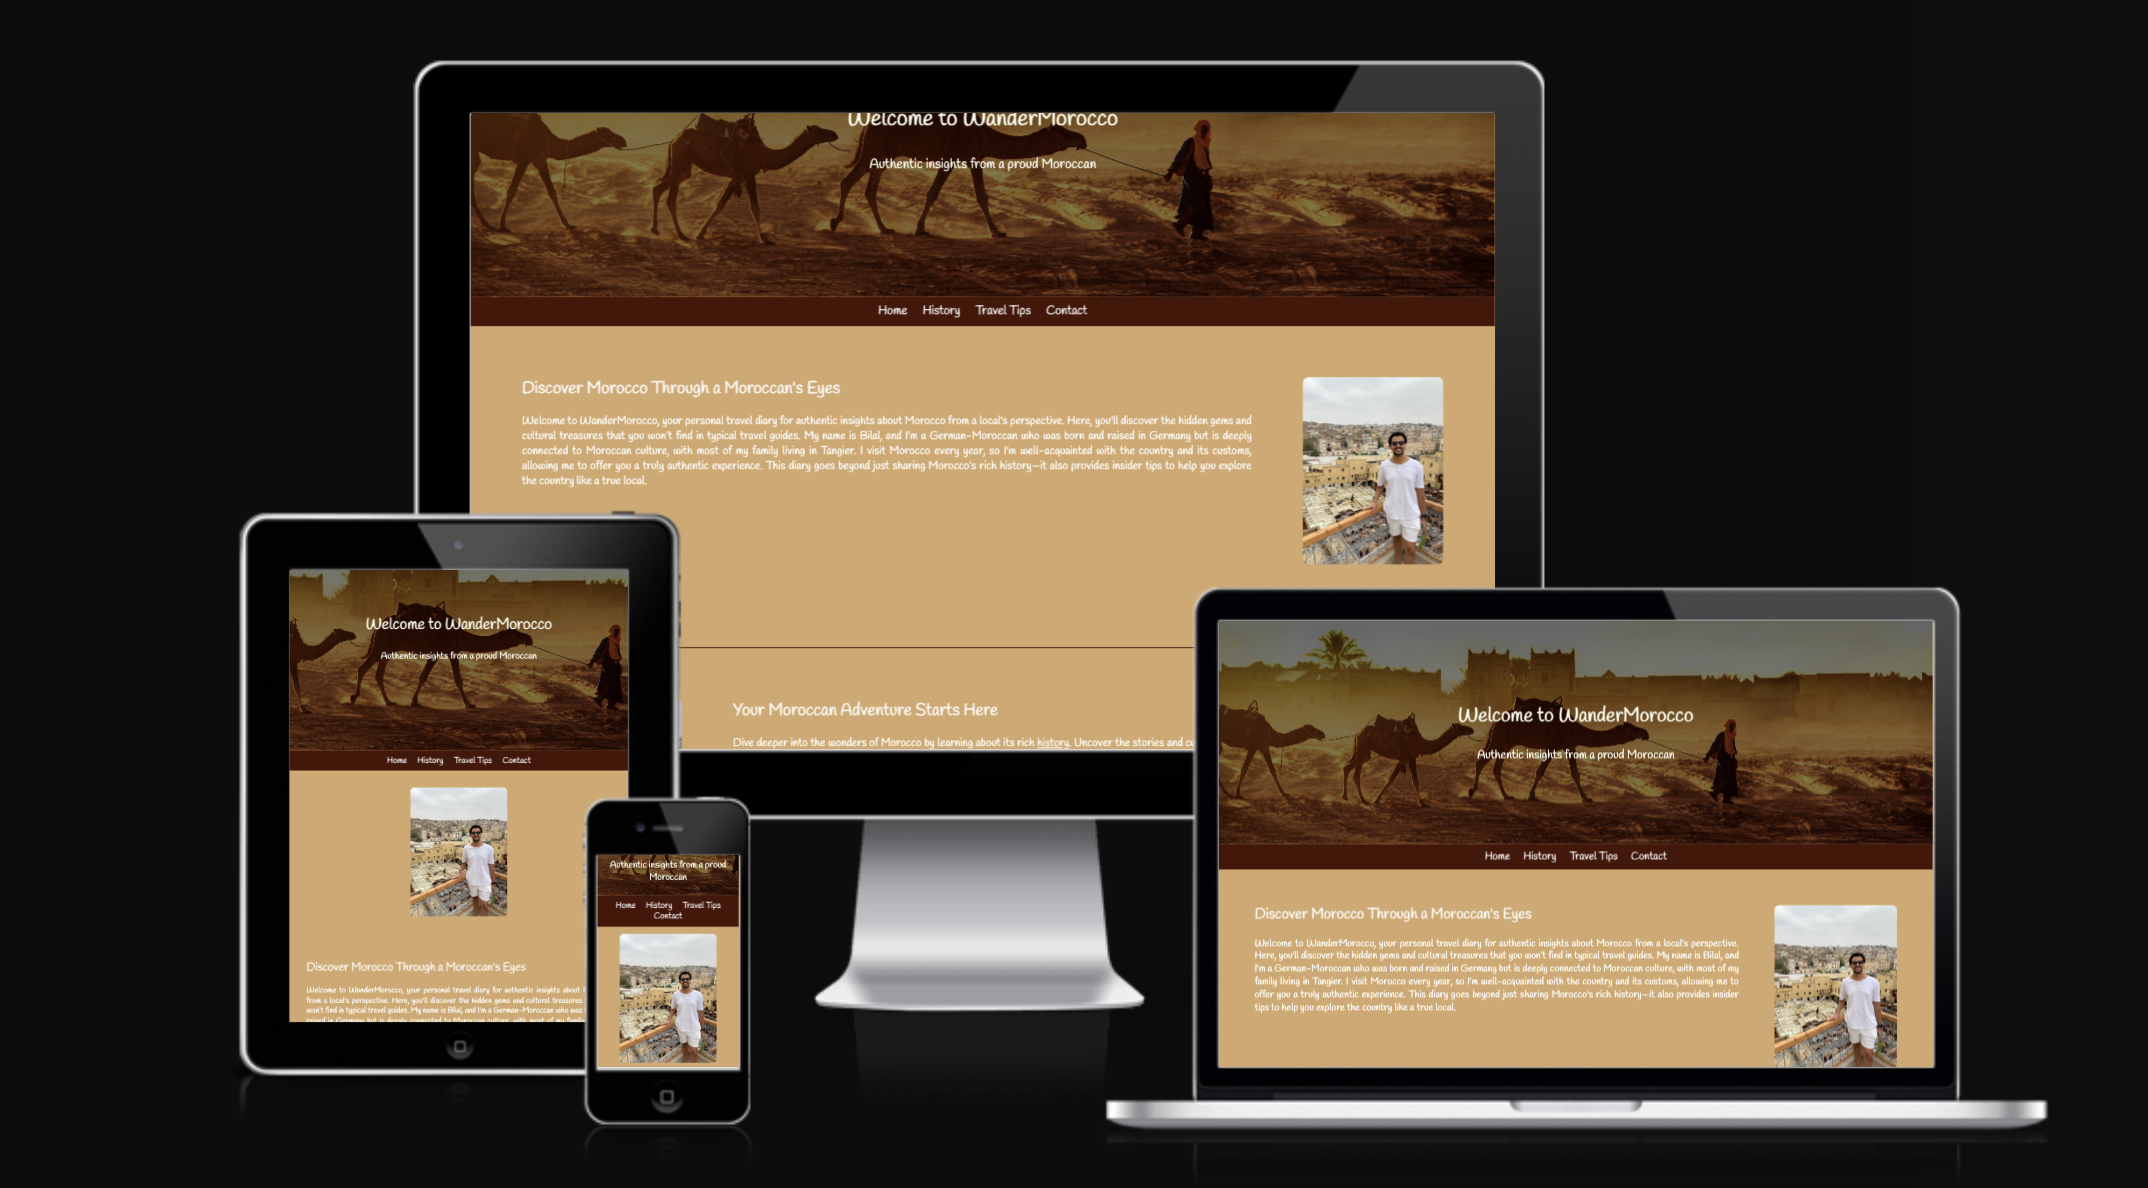 Welcome to WanderMorocco
Authentic insights from a proud Moroccan
Home History Travel Tips Contact
Discover Morocco Through a Moroccan's Eyes
Welcome to WanderMorocco, your personal travel diary for authentic insights about Morocco from a local's perspective. Here, you'll discover the hidden gems and
cultural treasures that you won't find in typical travel guides. My name is Bilal, and I'm a German-Moroccan who was born and raised in Germany but is deeply
connected to Moroccan culture, with most of my family living in Tangier. I visit Morocco every year, so I'm well-acquainted with the country and its customs,
allowing me to offer you a truly authentic experience. This diary goes beyond just sharing Morocco's rich history—it also provides insider tips to help you explore
the country like a true local.
Your Moroccan Adventure Starts Here
Dive deeper into the wonders of Morocco by learning about its rich history. Uncover the stories and
Welcome to WanderMorocco
Authentic insights from a proud Moroccan
Home History Travel Tips Contact
Discover Morocco Through a Moroccan's Eyes
Welcome to WanderMorocco, your personal travel diary for authentic insights about
from a local's perspective. Here, you'll discover the hidden gems and cultural treasures
won't find in typical travel guides. My name is Bilal, and I'm a German-Moroccan who was
raised in Germany but is deeply connected to Moroccan culture, with most of my family
Authentic insights from a proud
Moroccan
Home History Travel Tips
Contact
Welcome to WanderMorocco
Authentic insights from a proud Moroccan
Home History Travel Tips Contact
Discover Morocco Through a Moroccan's Eyes
Welcome to WanderMorocco, your personal travel diary for authentic insights about Morocco from a local's perspective.
Here, you'll discover the hidden gems and cultural treasures that you won't find in typical travel guides. My name is Bilal, and
I'm a German-Moroccan who was born and raised in Germany but is deeply connected to Moroccan culture, with most of my
family living in Tangier. I visit Morocco every year, so I'm well-acquainted with the country and its customs, allowing me to
offer you a truly authentic experience. This diary goes beyond just sharing Morocco's rich history—it also provides insider
tips to help you explore the country like a true local.